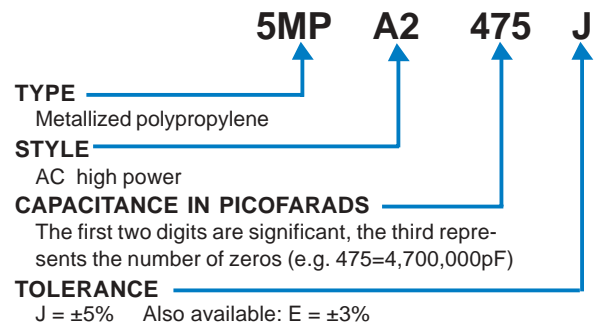 5MP A2 475 J
TYPE
Metallized polypropylene
STYLE
AC high power
CAPACITANCE IN PICOFARADS
The first two digits are significant, the third repre-
sents the number of zeros (e.g. 475=4,700,000pF)
TOLERANCE
J = ±5% Also available: E = ±3%